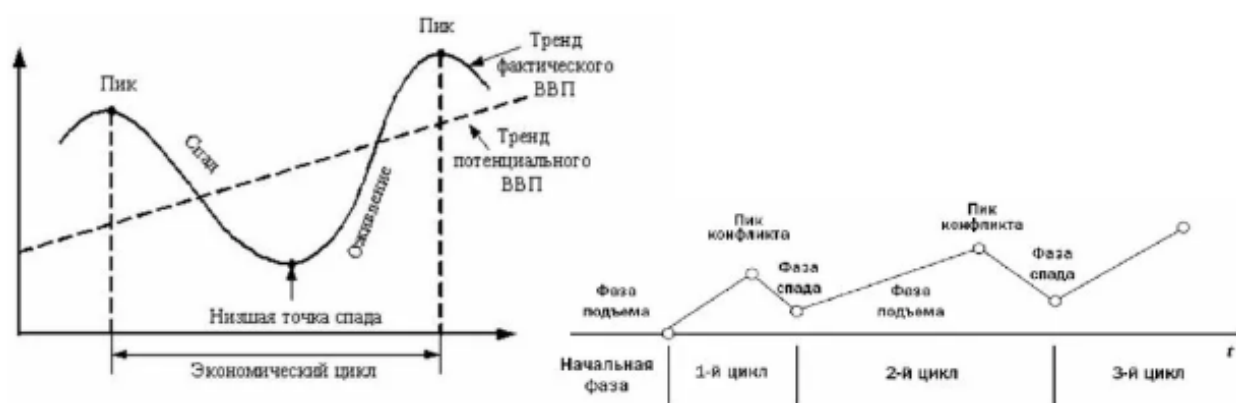 Пик
Тренд
фактического
ВВП
Пик
Спад
Тренд
потенциального
ВВП
Оживление
Низшая точка спада
Экономический цикл
Пик
конфликта
Пик
конфликта
Фаза
спада
Фаза
спада
Фаза
подъема
Фаза
подъема
Начальная
фаза
1-й цикл
2-й цикл
3-й цикл